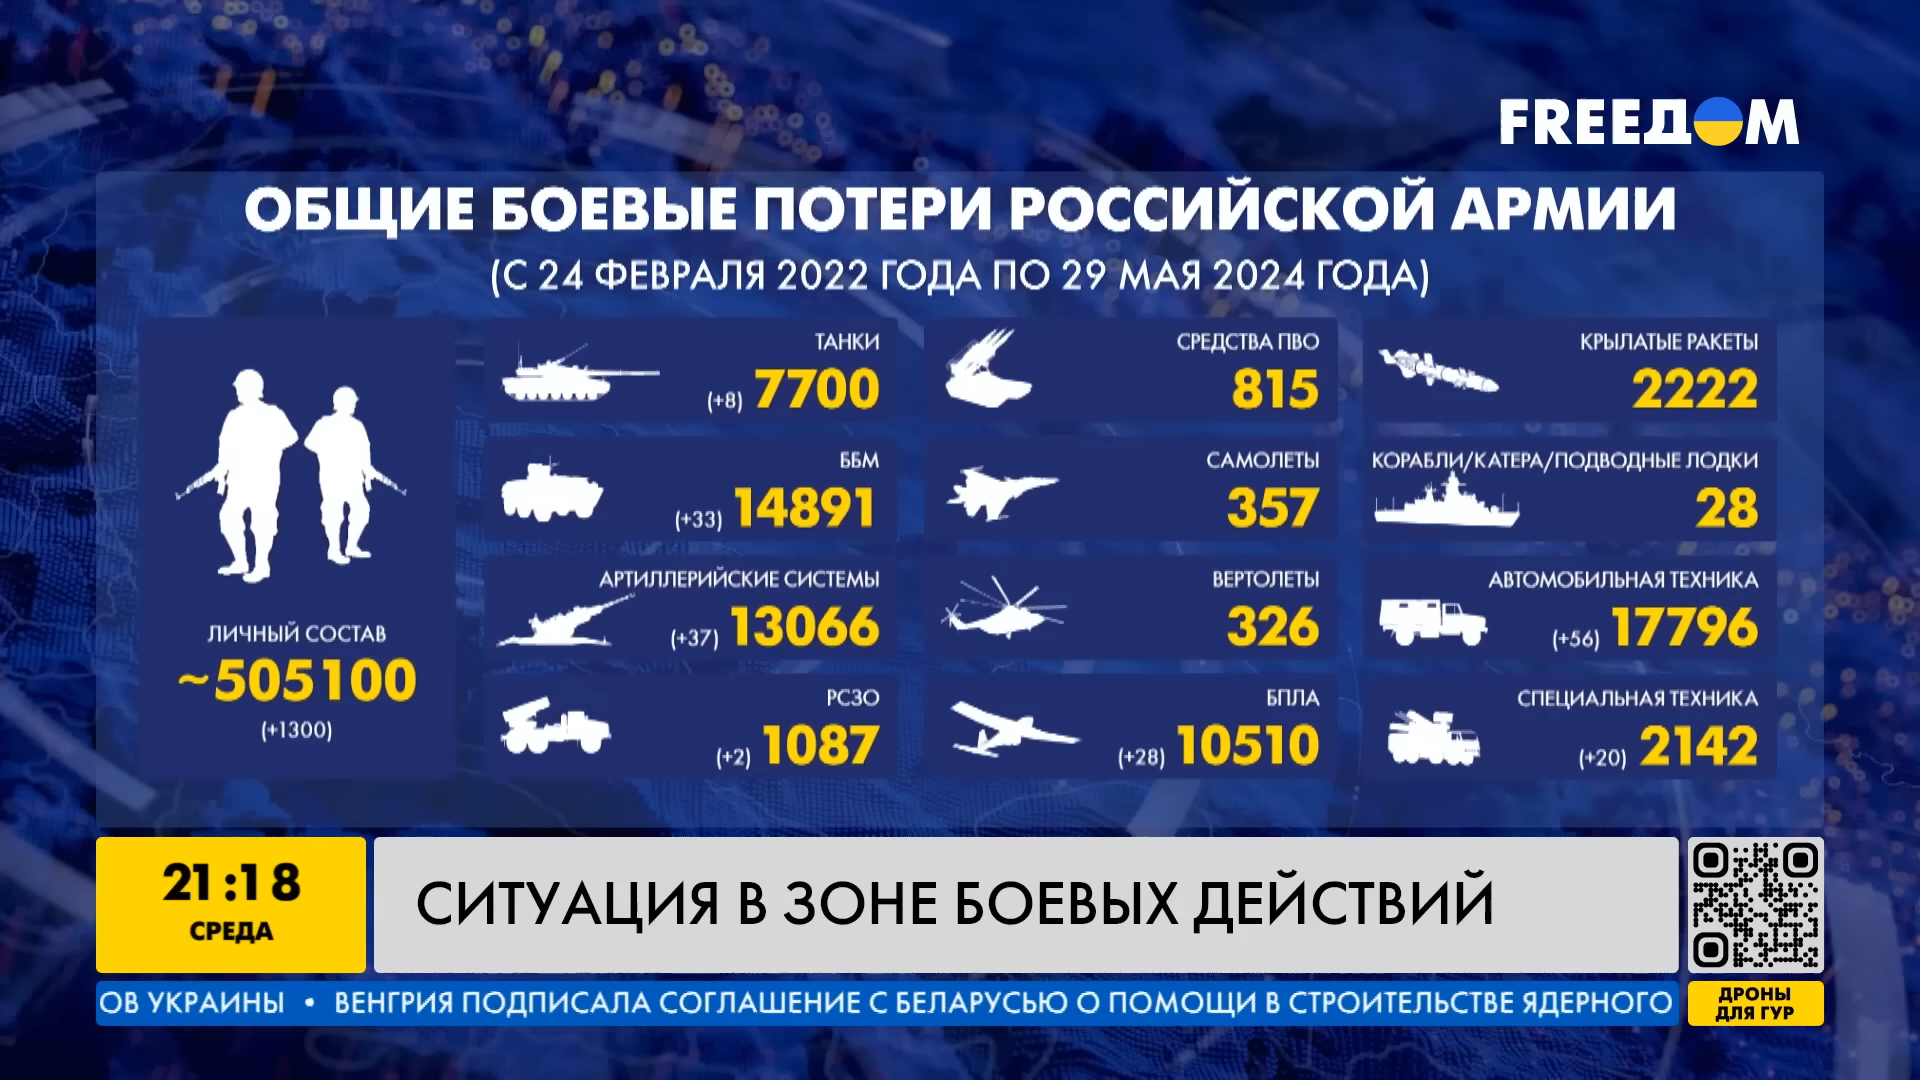 FREEДOM
ОБЩИЕ БОЕВЫЕ ПОТЕРИ РОССИЙСКОЙ АРМИИ
(С 24 ФЕВРАЛЯ 2022 ГОДА ПО 29 МАЯ 2024 ГОДА)
ЛИЧНЫЙ СОСТАВ
~505100
(+1300)
ТАНКИ
(+8) 7700
ББМ
(+33) 14891
АРТИЛЛЕРИЙСКИЕ СИСТЕМЫ
(+37) 13066
РСЗО
(+2) 1087
СРЕДСТВА ПВО
815
САМОЛЕТЫ
357
ВЕРТОЛЕТЫ
326
БПЛА
(+28) 10510
КРЫЛАТЫЕ РАКЕТЫ
2222
КОРАБЛИ/КАТЕРА/ПОДВОДНЫЕ ЛОДКИ
28
АВТОМОБИЛЬНАЯ ТЕХНИКА
(+56) 17796
СПЕЦИАЛЬНАЯ ТЕХНИКА
(+20) 2142
21:18
СРЕДА
СИТУАЦИЯ В ЗОНЕ БОЕВЫХ ДЕЙСТВИЙ
ОВ УКРАИНЫ • ВЕНГРИЯ ПОДПИСАЛА СОГЛАШЕНИЕ С БЕЛАРУСЬЮ О ПОМОЩИ В СТРОИТЕЛЬСТВЕ ЯДЕРНОГО
ДРОНЫ
ДЛЯ ГУР